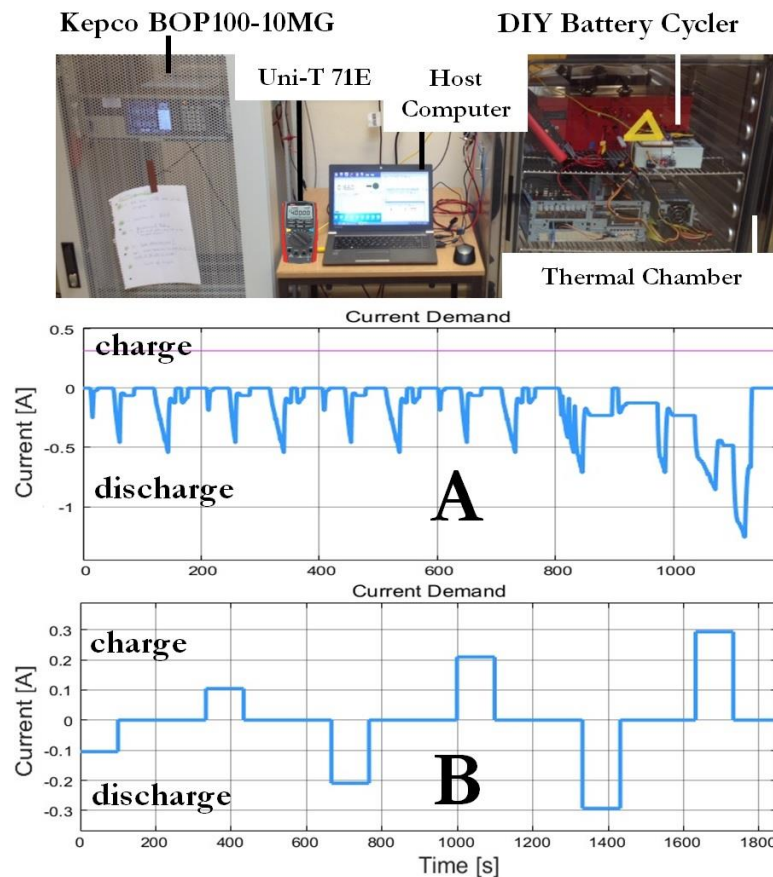 Kepco BOP100-10MG
DIY Battery Cycler
Uni-T 71E
Host
Computer
Thermal Chamber
Current Demand
0.5
charge
0
-0.5
discharge
-1
Current [A]
A
0 200 400 600 800 1000
Current Demand
0.3
charge
0.2
0.1
0
-0.1
-0.2
discharge
-0.3
Current [A]
B
0 200 400 600 800 1000 1200 1400 1600 1800
Time [s]